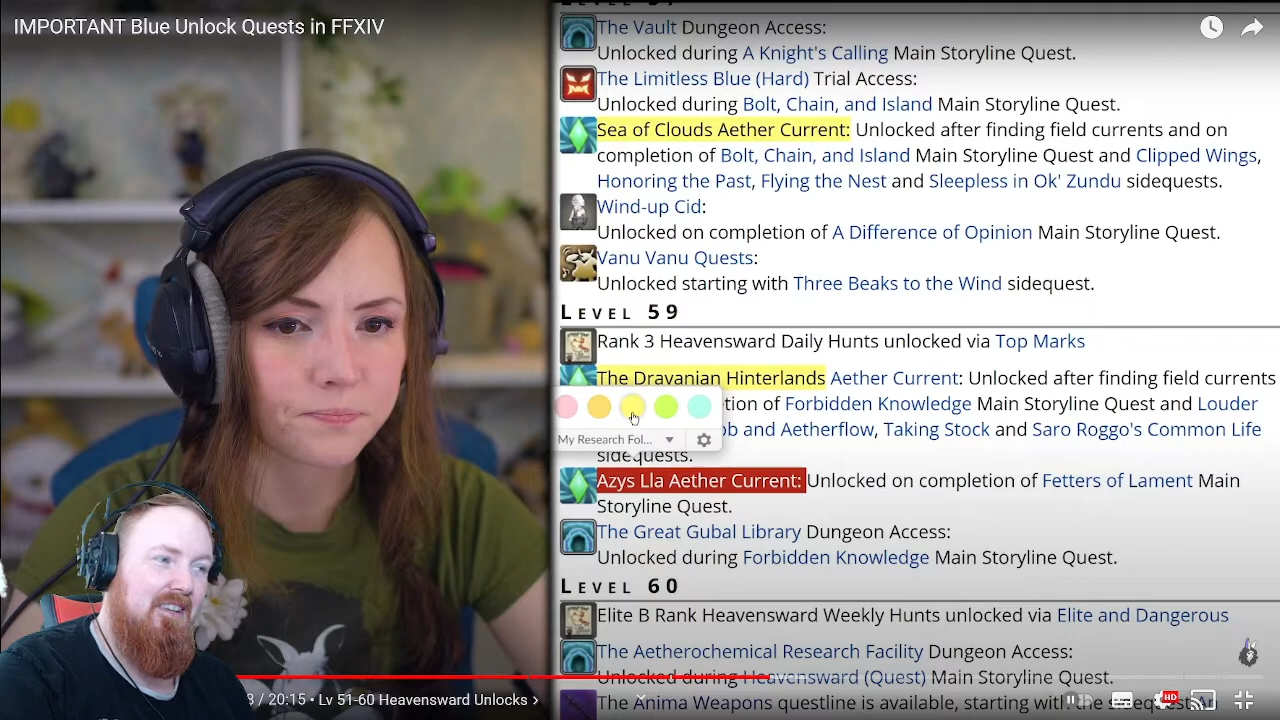 IMPORTANT Blue Unlock Quests in FFXIV
The Vault Dungeon Access:
Unlocked during A Knight's Calling Main Storyline Quest.
The Limitless Blue (Hard) Trial Access:
Unlocked during Bolt, Chain, and Island Main Storyline Quest.
Sea of Clouds Aether Current: Unlocked after finding field currents and on
completion of Bolt, Chain, and Island Main Storyline Quest and Clipped Wings,
Honoring the Past, Flying the Nest and Sleepless in Ok' Zundu sidequests.
Wind-up Cid:
Unlocked on completion of A Difference of Opinion Main Storyline Quest.
Vanu Vanu Quests:
Unlocked starting with Three Beaks to the Wind sidequest.
LEVEL 59
Rank 3 Heavensward Daily Hunts unlocked via Top Marks
The Dravanian Hinterlands Aether Current: Unlocked after finding field currents
tion of Forbidden Knowledge Main Storyline Quest and Louder
My Research Fol... ob and Aetherflow, Taking Stock and Saro Roggo's Common Life
sidequests.
Azys Lla Aether Current: Unlocked on completion of Fetters of Lament Main
Storyline Quest.
The Great Gubal Library Dungeon Access:
Unlocked during Forbidden Knowledge Main Storyline Quest.
LEVEL 60
Elite B Rank Heavensward Weekly Hunts unlocked via Elite and Dangerous
The Aetherochemical Research Facility Dungeon Access:
Unlocked during Heavensward (Quest) Main Storyline Quest.
The Anima Weapons questline is available, starting with the sidequest
/ 20:15 • Lv 51-60 Heavensward Unlocks
HD